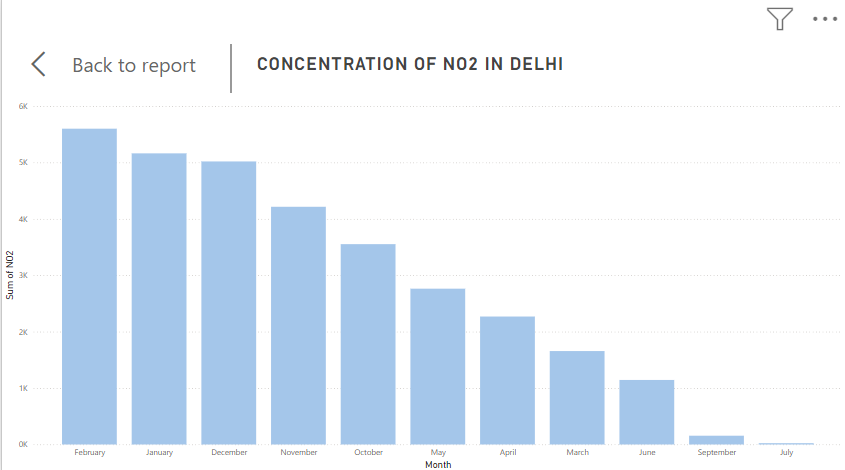 Back to report
CONCENTRATION OF NO2 IN DELHI
6K
5K
4K
3K
2K
1K
0K
Sum of NO2
February January December November October May April March June September July
Month